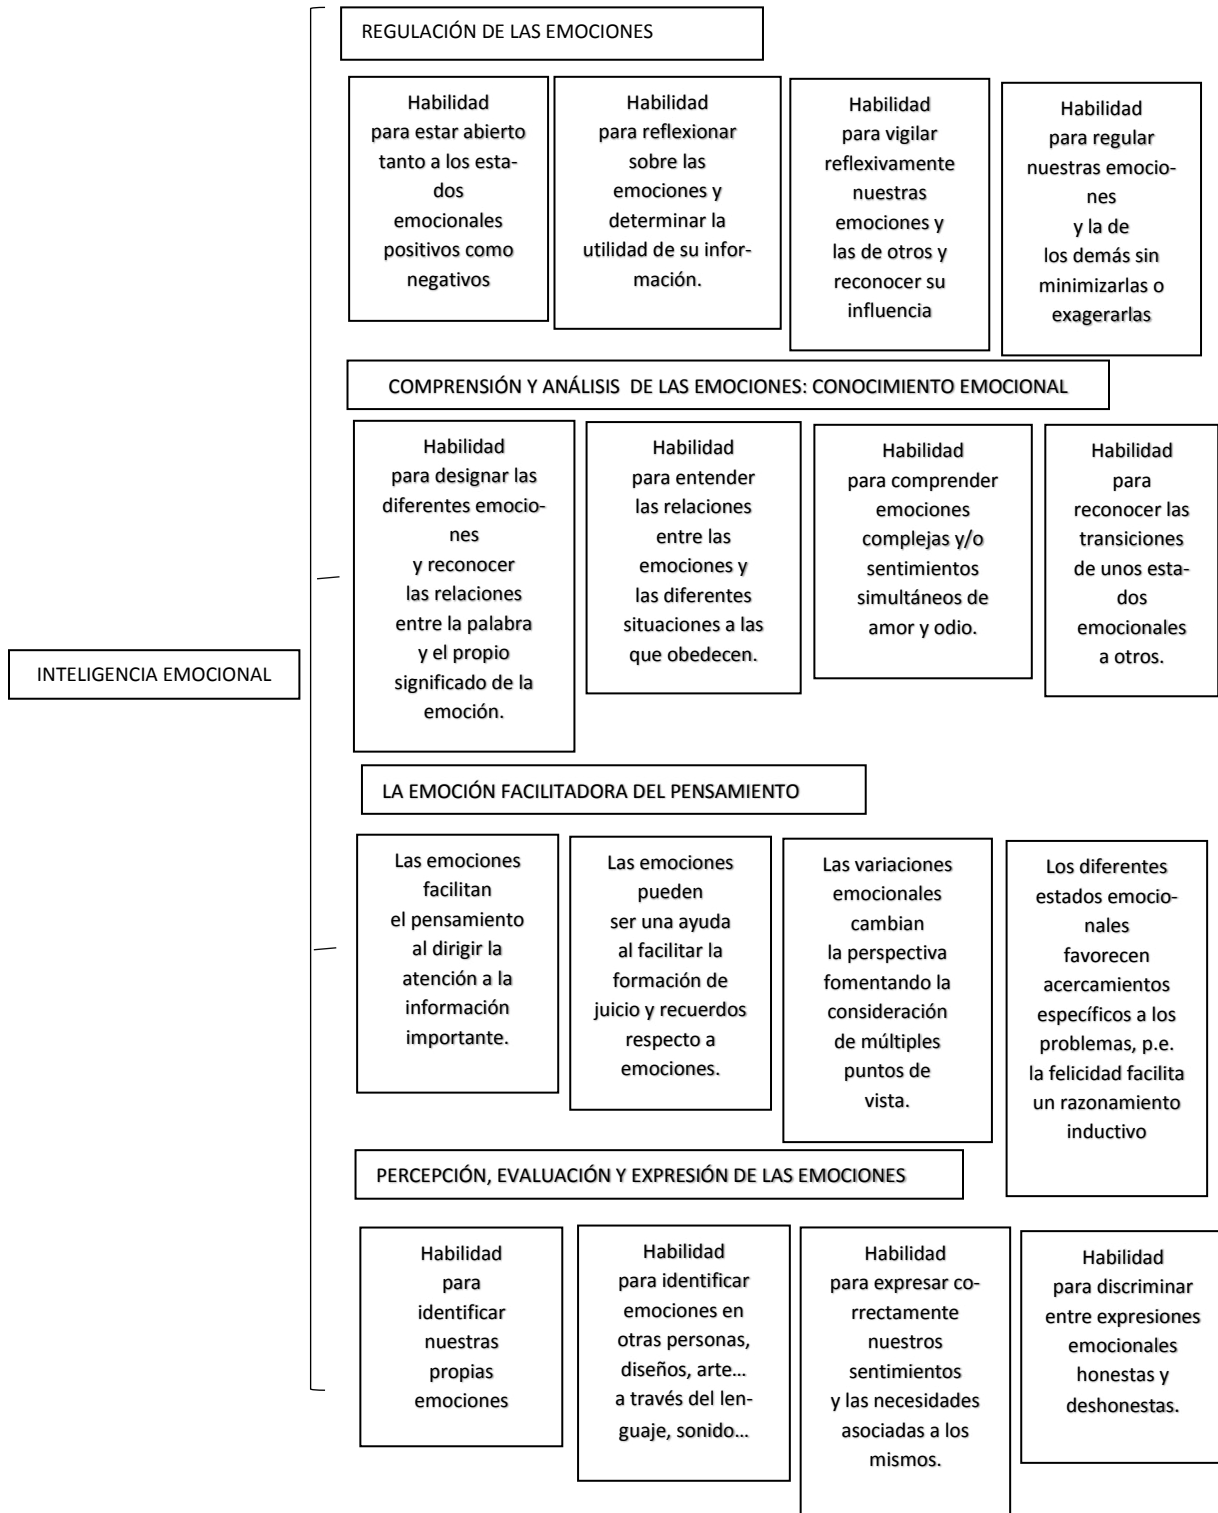 REGULACIÓN DE LAS EMOCIONES
Habilidad
para estar abierto
tanto a los esta-
dos
emocionales
positivos como
negativos
Habilidad
para reflexionar
sobre las
emociones y
determinar la
utilidad de su infor-
mación.
Habilidad
para vigilar
reflexivamente
nuestras
emociones y
las de otros y
reconocer su
influencia
Habilidad
para regular
nuestras emocio-
nes
y la de
los demás sin
minimizarlas o
exagerarlas
COMPRENSIÓN Y ANÁLISIS  DE LAS EMOCIONES: CONOCIMIENTO EMOCIONAL
Habilidad
para designar las
diferentes emocio-
nes
y reconocer
las relaciones
entre la palabra
y el propio
significado de la
emoción.
Habilidad
para entender
las relaciones
entre las
emociones y
las diferentes
situaciones a las
que obedecen.
Habilidad
para comprender
emociones
complejas y/o
sentimientos
simultáneos de
amor y odio.
Habilidad
para
reconocer las
transiciones
de unos esta-
dos
emocionales
a otros.
INTELIGENCIA EMOCIONAL
LA EMOCIÓN FACILITADORA DEL PENSAMIENTO
Las emociones
facilitan
el pensamiento
al dirigir la
atención a la
información
importante.
Las emociones
pueden
ser una ayuda
al facilitar la
formación de
juicio y recuerdos
respecto a
emociones.
Las variaciones
emocionales
cambian
la perspectiva
fomentando la
consideración
de múltiples
puntos de
vista.
Los diferentes
estados emocio-
nales
favorecen
acercamientos
específicos a los
problemas, p.e.
la felicidad facilita
un razonamiento
inductivo
PERCEPCIÓN, EVALUACIÓN Y EXPRESIÓN DE LAS EMOCIONES
Habilidad
para
identificar
nuestras
propias
emociones
Habilidad
para identificar
emociones en
otras personas,
diseños, arte…
a través del len-
guaje, sonido…
Habilidad
para expresar co-
rrectamente
nuestros
sentimientos
y las necesidades
asociadas a los
mismos.
Habilidad
para discriminar
entre expresiones
emocionales
honestas y
deshonestas.